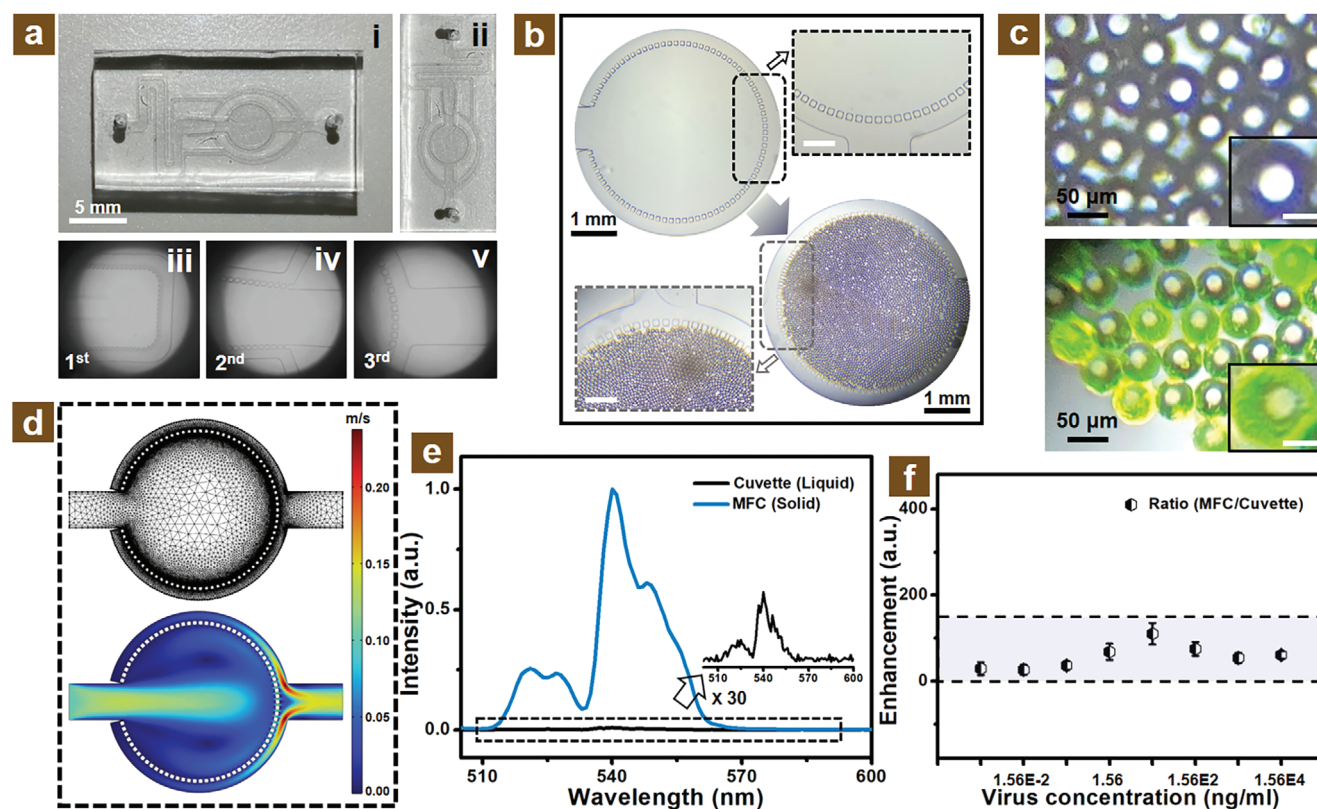 a
i
ii
5 mm
iii
iv
v
1st
2nd
3rd
b
1 mm
1 mm
c
50 µm
50 µm
d
m/s
0.20
0.15
0.10
0.05
0.00
e
Cuvette (Liquid)
MFC (Solid)
1.0
0.5
0.0
Intensity (a.u.)
510 540 570 600
x 30
510 540 570 600
Wavelength (nm)
f
Ratio (MFC/Cuvette)
400
200
0
Enhancement (a.u.)
1.56E-2 1.56 1.56E2 1.56E4
Virus concentration (ng/ml)